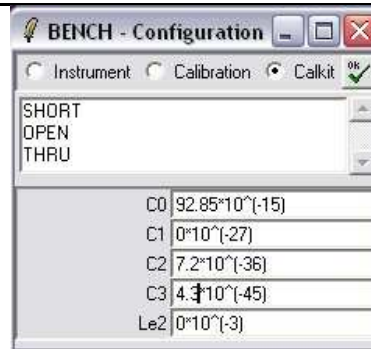 BENCH - Configuration
Instrument Calibration Calkit OK
SHORT
OPEN
THRU
C0 92.85*10^(-15)
C1 0*10^(-27)
C2 7.2*10^(-36)
C3 4.3*10^(-45)
Le2 0*10^(-3)